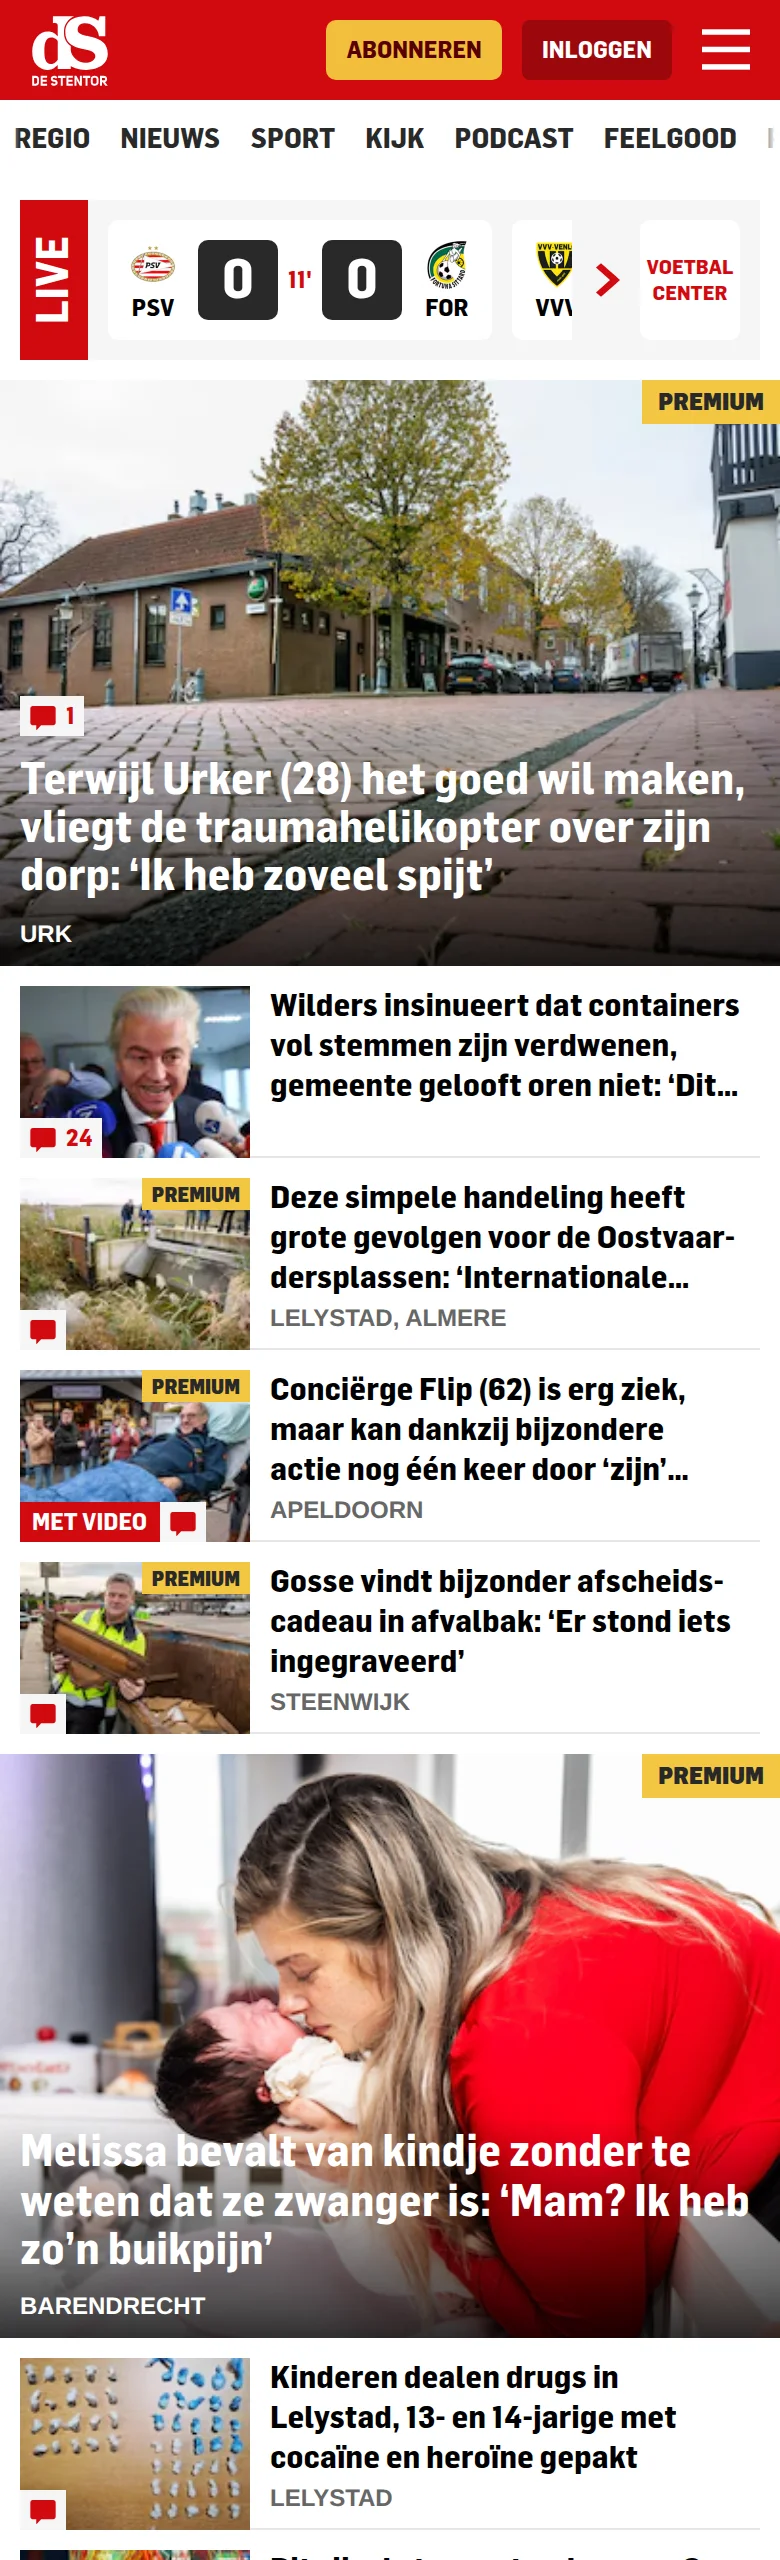 dS
DE STENTOR
ABONNEREN
INLOGGEN
REGIO NIEUWS SPORT KIJK PODCAST FEELGOOD
LIVE
PSV
0
11'
0
FOR
VVV
VOETBAL
CENTER
PREMIUM
1
Terwijl Urker (28) het goed wil maken,
vliegt de traumahelikopter over zijn
dorp: ‘Ik heb zoveel spijt’
URK
Wilders insinueert dat containers
vol stemmen zijn verdwenen,
gemeente gelooft oren niet: ‘Dit...
24
PREMIUM
Deze simpele handeling heeft
grote gevolgen voor de Oostvaar-
dersplassen: ‘Internationale...
LELYSTAD, ALMERE
PREMIUM
MET VIDEO
Conciërge Flip (62) is erg ziek,
maar kan dankzij bijzondere
actie nog één keer door ‘zijn’...
APELDOORN
PREMIUM
Gosse vindt bijzonder afscheids-
cadeau in afvalbak: ‘Er stond iets
ingegraveerd’
STEENWIJK
PREMIUM
Melissa bevalt van kindje zonder te
weten dat ze zwanger is: ‘Mam? Ik heb
zo’n buikpijn’
BARENDRECHT
Kinderen dealen drugs in
Lelystad, 13- en 14-jarige met
cocaïne en heroïne gepakt
LELYSTAD